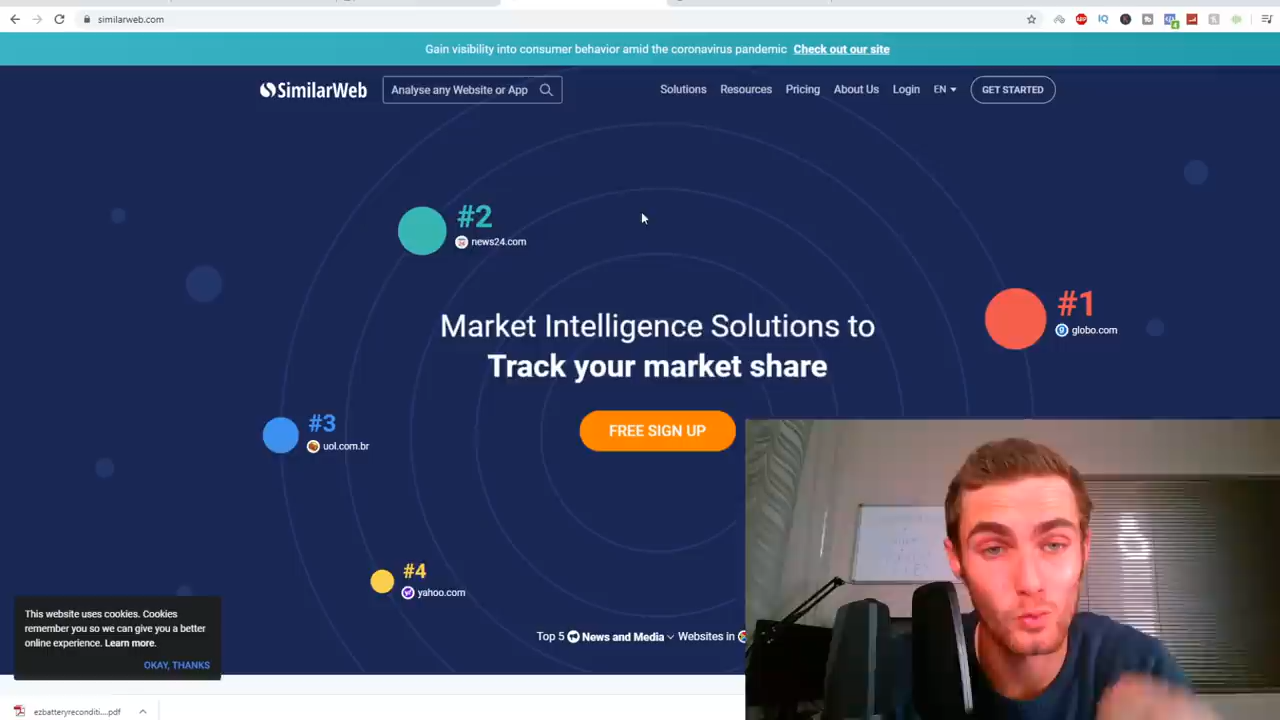 similarweb.com
Gain visibility into consumer behavior amid the coronavirus pandemic Check out our site
SimilarWeb
Analyse any Website or App
Solutions Resources Pricing About Us Login EN GET STARTED
#2
news24.com
#1
globo.com
Market Intelligence Solutions to
Track your market share
FREE SIGN UP
#3
uol.com.br
#4
yahoo.com
Top 5 News and Media Websites in
This website uses cookies. Cookies
remember you so we can give you a better
online experience. Learn more.
OKAY, THANKS
ezbatteryreconditi....pdf